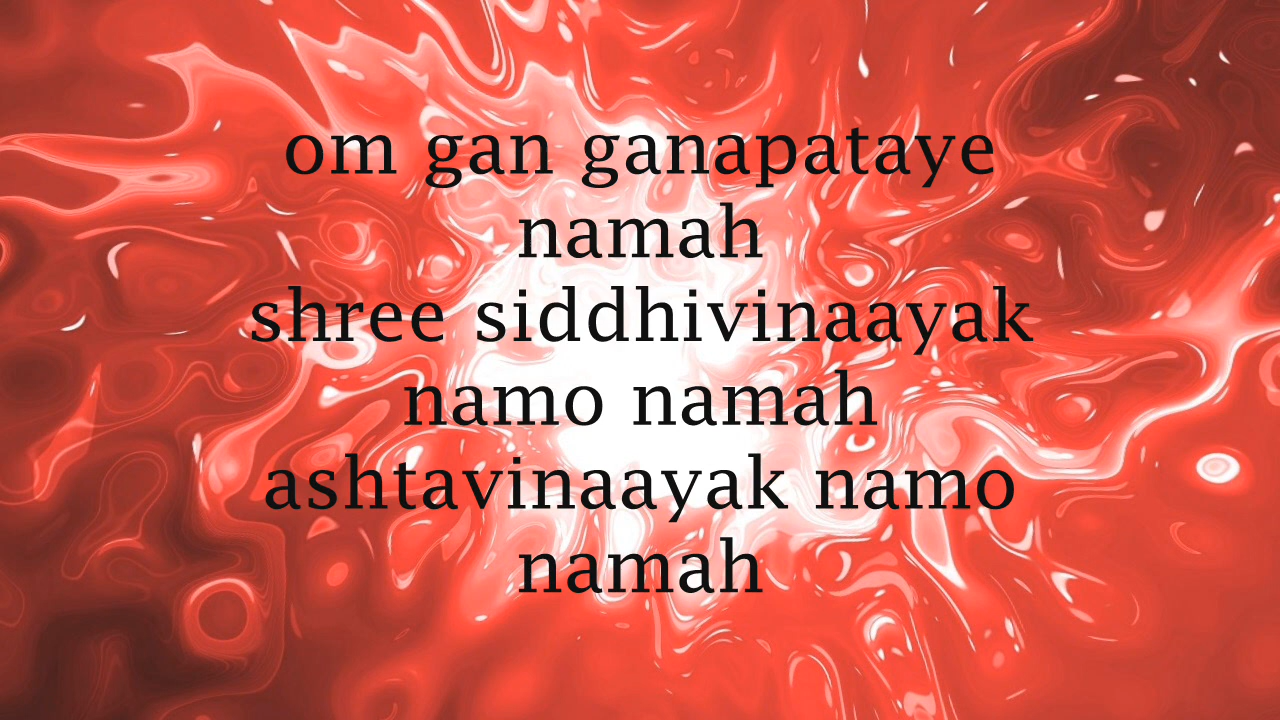 om gan ganapataye
namah
shree siddhivinaayak
namo namah
ashtavinaayak namo
namah